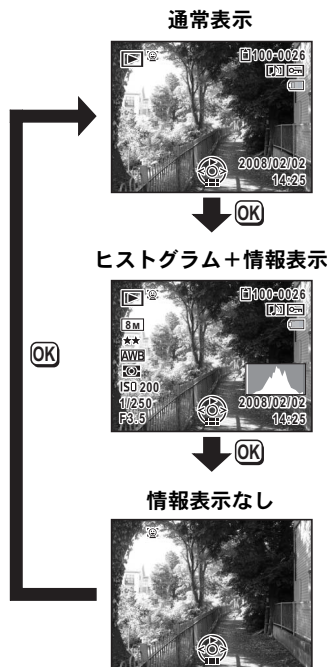 通常表示
100-0026
2008/02/02
14:25
OK
ヒストグラム+情報表示
100-0026
8M
★★
AWB
ISO 200
1/250
F3.5
2008/02/02
14:25
OK
OK
情報表示なし